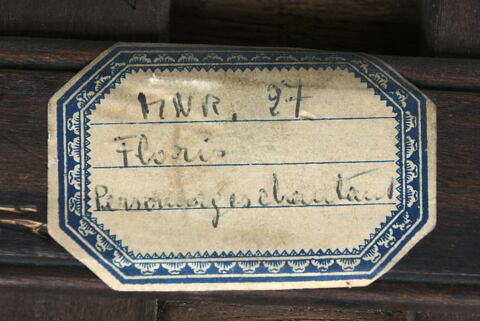 MNR. 27
Floris
Personnages chantant